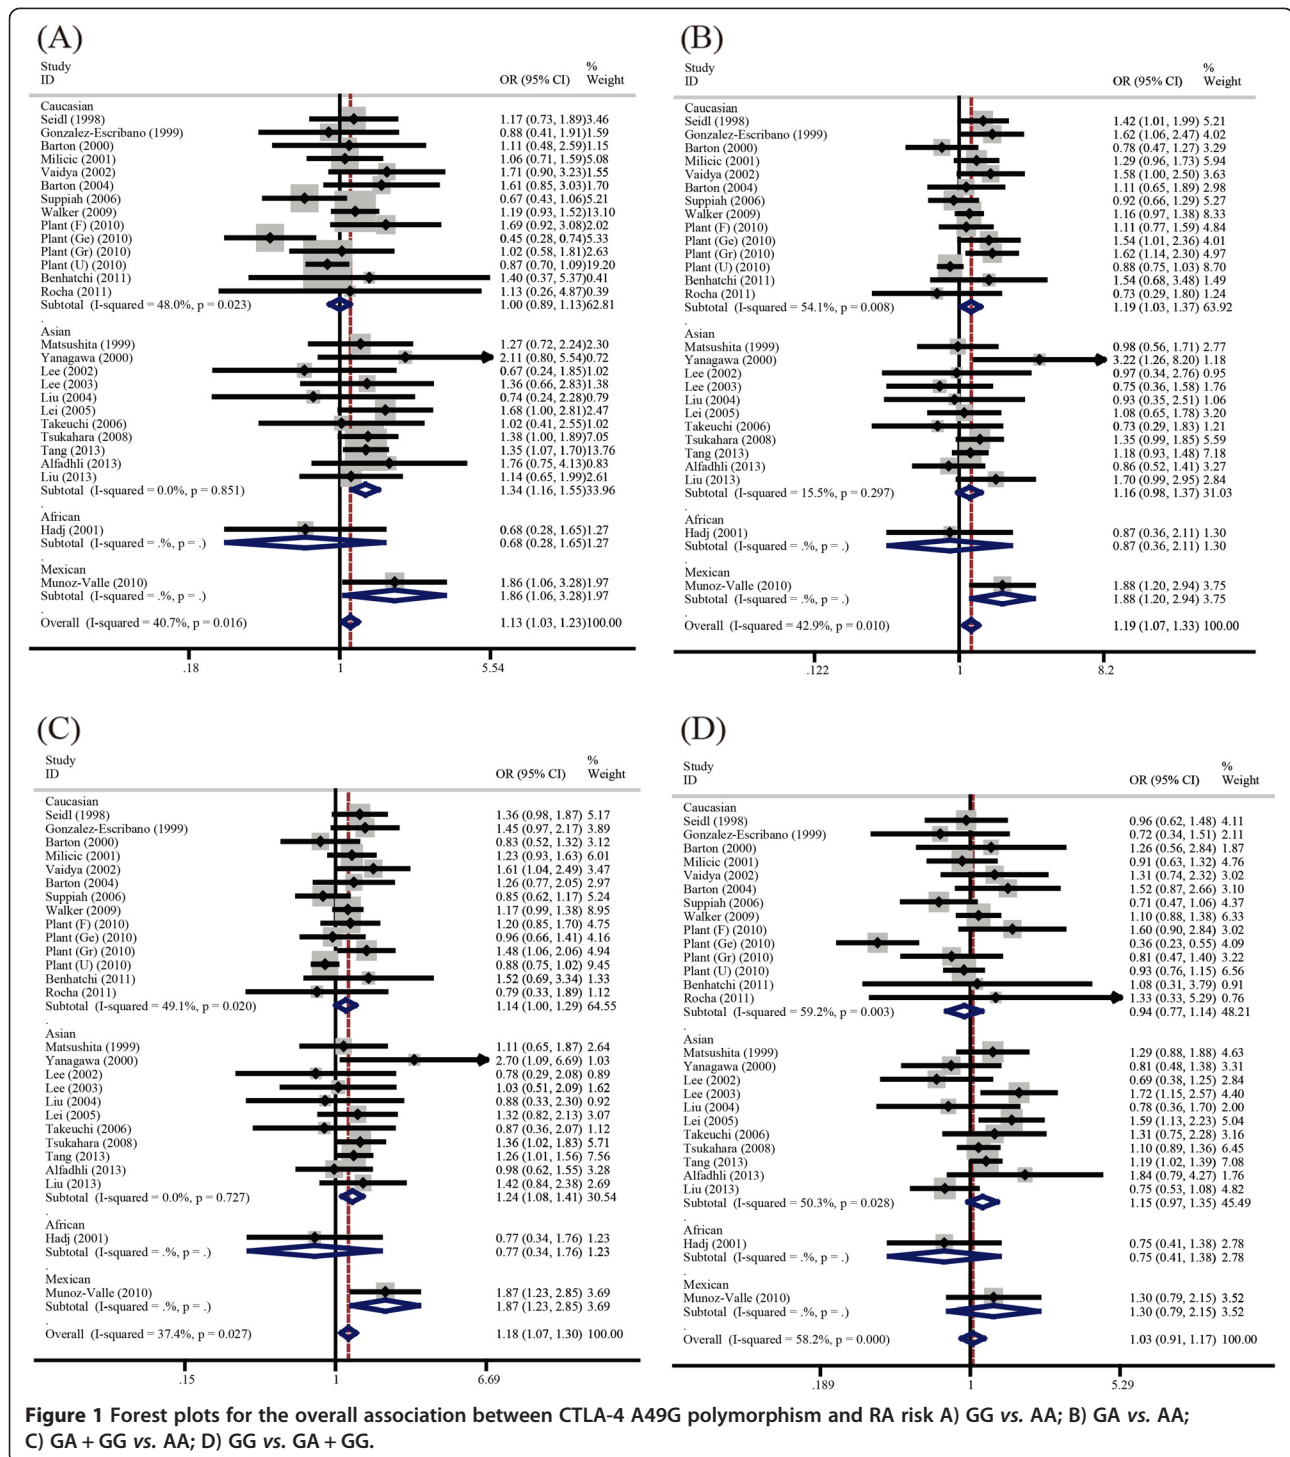 (A)
Study %
ID OR (95% CI) Weight
Caucasian
Seidl (1998) 1.17 (0.73, 1.89)3.46
Gonzalez-Escribano (1999) 0.88 (0.41, 1.91)1.59
Barton (2000) 1.11 (0.48, 2.59)1.15
Milicic (2001) 1.06 (0.71, 1.59)5.08
Vaidya (2002) 1.71 (0.90, 3.23)1.55
Barton (2004) 1.61 (0.85, 3.03)1.70
Suppiah (2006) 0.67 (0.43, 1.06)5.21
Walker (2009) 1.19 (0.93, 1.52)13.10
Plant (F) (2010) 1.69 (0.92, 3.08)2.02
Plant (Ge) (2010) 0.45 (0.28, 0.74)5.33
Plant (Gr) (2010) 1.02 (0.58, 1.81)2.63
Plant (U) (2010) 0.87 (0.70, 1.09)19.20
Benhatchi (2011) 1.40 (0.37, 5.37)0.41
Rocha (2011) 1.13 (0.26, 4.87)0.39
Subtotal (I-squared = 48.0%, p = 0.023) 1.00 (0.89, 1.13)62.81
.
Asian
Matsushita (1999) 1.27 (0.72, 2.24)2.30
Yanagawa (2000) 2.11 (0.80, 5.54)0.72
Lee (2002) 0.67 (0.24, 1.85)1.02
Lee (2003) 1.36 (0.66, 2.83)1.38
Liu (2004) 0.74 (0.24, 2.28)0.79
Lei (2005) 1.68 (1.00, 2.81)2.47
Takeuchi (2006) 1.02 (0.41, 2.55)1.02
Tsukahara (2008) 1.38 (1.00, 1.89)7.05
Tang (2013) 1.35 (1.07, 1.70)13.76
Alfadhli (2013) 1.76 (0.75, 4.13)0.83
Liu (2013) 1.14 (0.65, 1.99)2.61
Subtotal (I-squared = 0.0%, p = 0.851) 1.34 (1.16, 1.55)33.96
.
African
Hadj (2001) 0.68 (0.28, 1.65)1.27
Subtotal (I-squared = .%, p = .) 0.68 (0.28, 1.65)1.27
.
Mexican
Munoz-Valle (2010) 1.86 (1.06, 3.28)1.97
Subtotal (I-squared = .%, p = .) 1.86 (1.06, 3.28)1.97
.
Overall (I-squared = 40.7%, p = 0.016) 1.13 (1.03, 1.23)100.00
.18 1 5.54
(B)
Study %
ID OR (95% CI) Weight
Caucasian
Seidl (1998) 1.42 (1.01, 1.99) 5.21
Gonzalez-Escribano (1999) 1.62 (1.06, 2.47) 4.02
Barton (2000) 0.78 (0.47, 1.27) 3.29
Milicic (2001) 1.29 (0.96, 1.73) 5.94
Vaidya (2002) 1.58 (1.00, 2.50) 3.63
Barton (2004) 1.11 (0.65, 1.89) 2.98
Suppiah (2006) 0.92 (0.66, 1.29) 5.27
Walker (2009) 1.16 (0.97, 1.38) 8.33
Plant (F) (2010) 1.11 (0.77, 1.59) 4.84
Plant (Ge) (2010) 1.54 (1.01, 2.36) 4.01
Plant (Gr) (2010) 1.62 (1.14, 2.30) 4.97
Plant (U) (2010) 0.88 (0.75, 1.03) 8.70
Benhatchi (2011) 1.54 (0.68, 3.48) 1.49
Rocha (2011) 0.73 (0.29, 1.80) 1.24
Subtotal (I-squared = 54.1%, p = 0.008) 1.19 (1.03, 1.37) 63.92
.
Asian
Matsushita (1999) 0.98 (0.56, 1.71) 2.77
Yanagawa (2000) 3.22 (1.26, 8.20) 1.18
Lee (2002) 0.97 (0.34, 2.76) 0.95
Lee (2003) 0.75 (0.36, 1.58) 1.76
Liu (2004) 0.93 (0.35, 2.51) 1.06
Lei (2005) 1.08 (0.65, 1.78) 3.20
Takeuchi (2006) 0.73 (0.29, 1.83) 1.21
Tsukahara (2008) 1.35 (0.99, 1.85) 5.59
Tang (2013) 1.18 (0.93, 1.48) 7.18
Alfadhli (2013) 0.86 (0.52, 1.41) 3.27
Liu (2013) 1.70 (0.99, 2.95) 2.84
Subtotal (I-squared = 15.5%, p = 0.297) 1.16 (0.98, 1.37) 31.03
.
African
Hadj (2001) 0.87 (0.36, 2.11) 1.30
Subtotal (I-squared = .%, p = .) 0.87 (0.36, 2.11) 1.30
.
Mexican
Munoz-Valle (2010) 1.88 (1.20, 2.94) 3.75
Subtotal (I-squared = .%, p = .) 1.88 (1.20, 2.94) 3.75
.
Overall (I-squared = 42.9%, p = 0.010) 1.19 (1.07, 1.33) 100.00
.122 1 8.2
(C)
Study %
ID OR (95% CI) Weight
Caucasian
Seidl (1998) 1.36 (0.98, 1.87) 5.17
Gonzalez-Escribano (1999) 1.45 (0.97, 2.17) 3.89
Barton (2000) 0.83 (0.52, 1.32) 3.12
Milicic (2001) 1.23 (0.93, 1.63) 6.01
Vaidya (2002) 1.61 (1.04, 2.49) 3.47
Barton (2004) 1.26 (0.77, 2.05) 2.97
Suppiah (2006) 0.85 (0.62, 1.17) 5.24
Walker (2009) 1.17 (0.99, 1.38) 8.95
Plant (F) (2010) 1.20 (0.85, 1.70) 4.75
Plant (Ge) (2010) 0.96 (0.66, 1.41) 4.16
Plant (Gr) (2010) 1.48 (1.06, 2.06) 4.94
Plant (U) (2010) 0.88 (0.75, 1.02) 9.45
Benhatchi (2011) 1.52 (0.69, 3.34) 1.33
Rocha (2011) 0.79 (0.33, 1.89) 1.12
Subtotal (I-squared = 49.1%, p = 0.020) 1.14 (1.00, 1.29) 64.55
.
Asian
Matsushita (1999) 1.11 (0.65, 1.87) 2.64
Yanagawa (2000) 2.70 (1.09, 6.69) 1.03
Lee (2002) 0.78 (0.29, 2.08) 0.89
Lee (2003) 1.03 (0.51, 2.09) 1.62
Liu (2004) 0.88 (0.33, 2.30) 0.92
Lei (2005) 1.32 (0.82, 2.13) 3.07
Takeuchi (2006) 0.87 (0.36, 2.07) 1.12
Tsukahara (2008) 1.36 (1.02, 1.83) 5.71
Tang (2013) 1.26 (1.01, 1.56) 7.56
Alfadhli (2013) 0.98 (0.62, 1.55) 3.28
Liu (2013) 1.42 (0.84, 2.38) 2.69
Subtotal (I-squared = 0.0%, p = 0.727) 1.24 (1.08, 1.41) 30.54
.
African
Hadj (2001) 0.77 (0.34, 1.76) 1.23
Subtotal (I-squared = .%, p = .) 0.77 (0.34, 1.76) 1.23
.
Mexican
Munoz-Valle (2010) 1.87 (1.23, 2.85) 3.69
Subtotal (I-squared = .%, p = .) 1.87 (1.23, 2.85) 3.69
.
Overall (I-squared = 37.4%, p = 0.027) 1.18 (1.07, 1.30) 100.00
.15 1 6.69
(D)
Study %
ID OR (95% CI) Weight
Caucasian
Seidl (1998) 0.96 (0.62, 1.48) 4.11
Gonzalez-Escribano (1999) 0.72 (0.34, 1.51) 2.11
Barton (2000) 1.26 (0.56, 2.84) 1.87
Milicic (2001) 0.91 (0.63, 1.32) 4.76
Vaidya (2002) 1.31 (0.74, 2.32) 3.02
Barton (2004) 1.52 (0.87, 2.66) 3.10
Suppiah (2006) 0.71 (0.47, 1.06) 4.37
Walker (2009) 1.10 (0.88, 1.38) 6.33
Plant (F) (2010) 1.60 (0.90, 2.84) 3.02
Plant (Ge) (2010) 0.36 (0.23, 0.55) 4.09
Plant (Gr) (2010) 0.81 (0.47, 1.40) 3.22
Plant (U) (2010) 0.93 (0.76, 1.15) 6.56
Benhatchi (2011) 1.08 (0.31, 3.79) 0.91
Rocha (2011) 1.33 (0.33, 5.29) 0.76
Subtotal (I-squared = 59.2%, p = 0.003) 0.94 (0.77, 1.14) 48.21
.
Asian
Matsushita (1999) 1.29 (0.88, 1.88) 4.63
Yanagawa (2000) 0.81 (0.48, 1.38) 3.31
Lee (2002) 0.69 (0.38, 1.25) 2.84
Lee (2003) 1.72 (1.15, 2.57) 4.40
Liu (2004) 0.78 (0.36, 1.70) 2.00
Lei (2005) 1.59 (1.13, 2.23) 5.04
Takeuchi (2006) 1.31 (0.75, 2.28) 3.16
Tsukahara (2008) 1.10 (0.89, 1.36) 6.45
Tang (2013) 1.19 (1.02, 1.39) 7.08
Alfadhli (2013) 1.84 (0.79, 4.27) 1.76
Liu (2013) 0.75 (0.53, 1.08) 4.82
Subtotal (I-squared = 50.3%, p = 0.028) 1.15 (0.97, 1.35) 45.49
.
African
Hadj (2001) 0.75 (0.41, 1.38) 2.78
Subtotal (I-squared = .%, p = .) 0.75 (0.41, 1.38) 2.78
.
Mexican
Munoz-Valle (2010) 1.30 (0.79, 2.15) 3.52
Subtotal (I-squared = .%, p = .) 1.30 (0.79, 2.15) 3.52
.
Overall (I-squared = 58.2%, p = 0.000) 1.03 (0.91, 1.17) 100.00
.189 1 5.29
Figure 1 Forest plots for the overall association between CTLA-4 A49G polymorphism and RA risk A) GG vs. AA; B) GA vs. AA;
C) GA + GG vs. AA; D) GG vs. GA + GG.